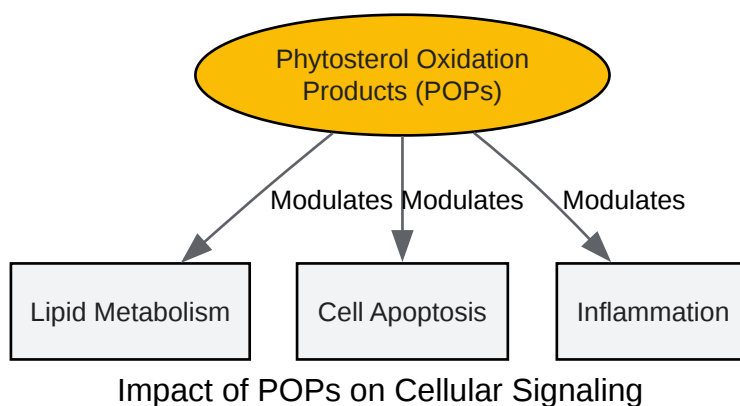 Phytosterol Oxidation
Products (POPs)
Modulates Modulates Modulates
Lipid Metabolism Cell Apoptosis Inflammation
Impact of POPs on Cellular Signaling